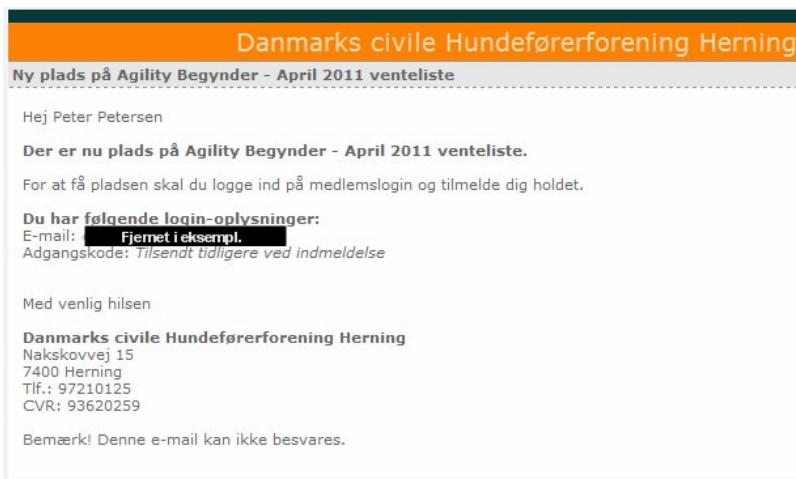 Danmarks civile Hundeførerforening Herning
Ny plads på Agility Begynder - April 2011 venteliste
Hej Peter Petersen
Der er nu plads på Agility Begynder - April 2011 venteliste.
For at få pladsen skal du logge ind på medlemslogin og tilmelde dig holdet.
Du har følgende login-oplysninger:
E-mail: Fjernet i eksempl.
Adgangskode: Tilsendt tidligere ved indmeldelse
Med venlig hilsen
Danmarks civile Hundeførerforening Herning
Nakskovvej 15
7400 Herning
Tlf.: 97210125
CVR: 93620259
Bemærk! Denne e-mail kan ikke besvares.